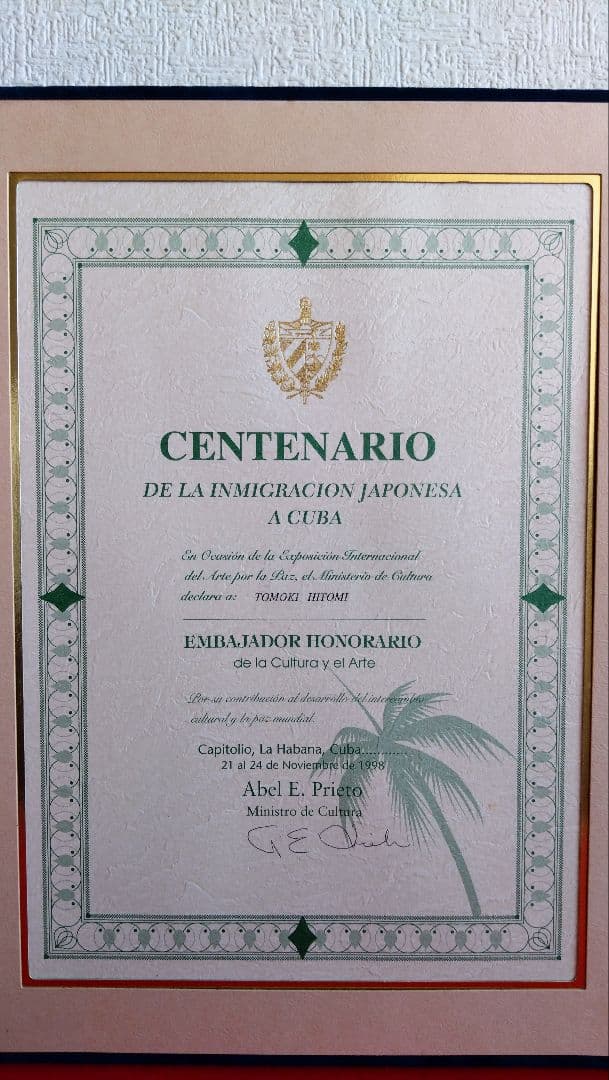 CENTENARIO
DE LA INMIGRACION JAPONESA
A CUBA
En Ocasión de la Exposición Internacional
del Arte por la Paz, el Ministerio de Cultura
declara a: TOMOKI HITOMI
EMBAJADOR HONORARIO
de la Cultura y el Arte
Por su contribución al desarrollo del intercambio
cultural y la paz mundial.
Capitolio, La Habana, Cuba............
21 al 24 de Noviembre de 1998
Abel E. Prieto
Ministro de Cultura